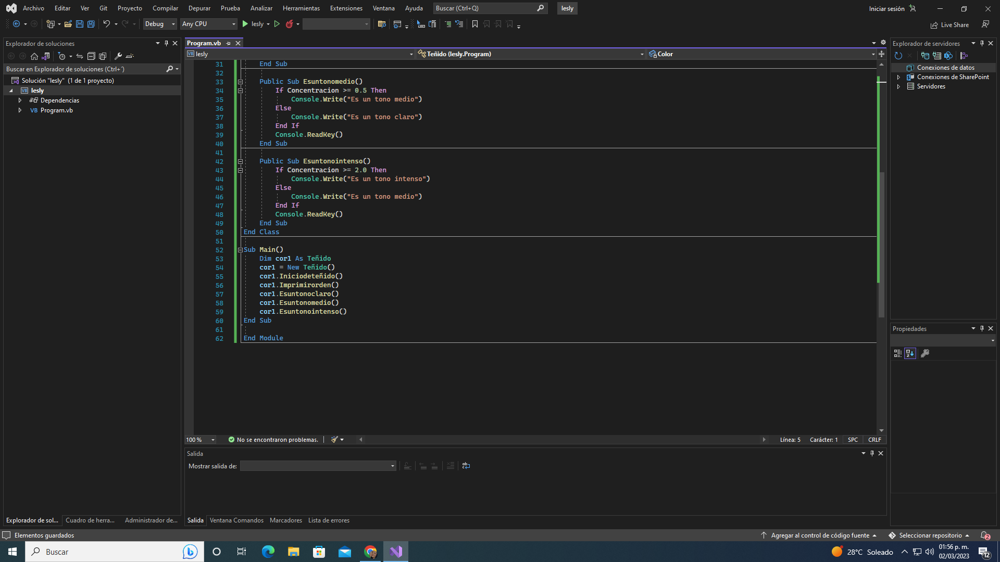 Archivo Editar Ver Git Proyecto Compilar Depurar Prueba Analizar Herramientas Extensiones Ventana Ayuda Buscar (Ctrl+Q) lesly Iniciar sesión
Debug Any CPU lesly Live Share
Explorador de soluciones
Buscar en Explorador de soluciones (Ctrl+´)
Solución "lesly" (1 de 1 proyecto)
VB lesly
Dependencias
VB Program.vb
Program.vb
VB lesly Teñido (lesly.Program) Color
31 End Sub
32
33 Public Sub Esuntonomedio()
34 If Concentracion >= 0.5 Then
35 Console.Write("Es un tono medio")
36 Else
37 Console.Write("Es un tono claro")
38 End If
39 Console.ReadKey()
40 End Sub
41
42 Public Sub Esuntonointenso()
43 If Concentracion >= 2.0 Then
44 Console.Write("Es un tono intenso")
45 Else
46 Console.Write("Es un tono medio")
47 End If
48 Console.ReadKey()
49 End Sub
50 End Class
51
52 Sub Main()
53 Dim cor1 As Teñido
54 cor1 = New Teñido()
55 cor1.Iniciodeteñido()
56 cor1.Imprimirorden()
57 cor1.Esuntonoclaro()
58 cor1.Esuntonomedio()
59 cor1.Esuntonointenso()
60 End Sub
61
62 End Module
100 % No se encontraron problemas. Línea: 5 Carácter: 1 SPC CRLF
Salida
Mostrar salida de:
Explorador de servidores
Conexiones de datos
Conexiones de SharePoint
Servidores
Propiedades
Explorador de sol... Cuadro de herra... Administrador de... Salida Ventana Comandos Marcadores Lista de errores
Elementos guardados Agregar al control de código fuente Seleccionar repositorio 2
Buscar 28°C Soleado 01:56 p. m.
02/03/2023 12